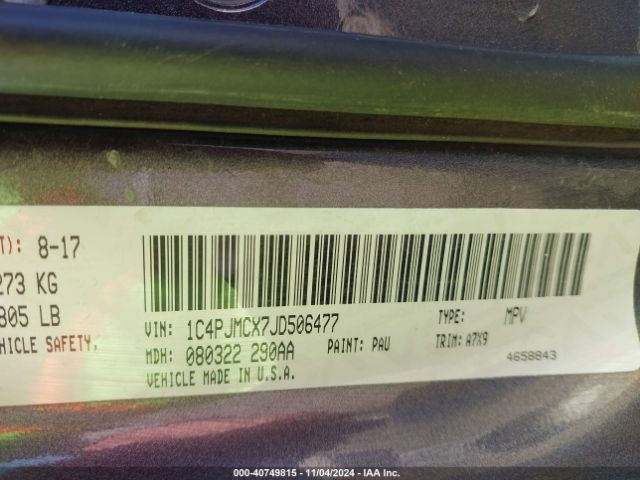 T): 8-17
273 KG
805 LB
VEHICLE SAFETY.
VIN: 1C4PJMCX7JD506477
TYPE: MPV
MDH: 080322 290AA
PAINT: PAU
TRIM: A7X9
VEHICLE MADE IN U.S.A.
4658843
000-40749815 - 11/04/2024 - IAA Inc.